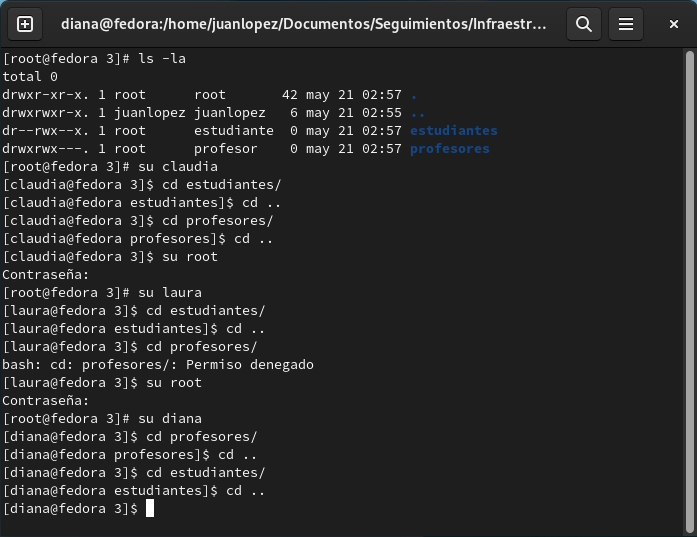 diana@fedora:/home/juanlopez/Documentos/Seguimientos/Infraestr...
[root@fedora 3]# ls -la
total 0
drwxr-xr-x. 1 root      root       42 may 21 02:57 .
drwxrwxr-x. 1 juanlopez juanlopez   6 may 21 02:55 ..
dr--rwx--x. 1 root      estudiante  0 may 21 02:57 estudiantes
drwxrwx---. 1 root      profesor    0 may 21 02:57 profesores
[root@fedora 3]# su claudia
[claudia@fedora 3]$ cd estudiantes/
[claudia@fedora estudiantes]$ cd ..
[claudia@fedora 3]$ cd profesores/
[claudia@fedora profesores]$ cd ..
[claudia@fedora 3]$ su root
Contraseña:
[root@fedora 3]# su laura
[laura@fedora 3]$ cd estudiantes/
[laura@fedora estudiantes]$ cd ..
[laura@fedora 3]$ cd profesores/
bash: cd: profesores/: Permiso denegado
[laura@fedora 3]$ su root
Contraseña:
[root@fedora 3]# su diana
[diana@fedora 3]$ cd profesores/
[diana@fedora profesores]$ cd ..
[diana@fedora 3]$ cd estudiantes/
[diana@fedora estudiantes]$ cd ..
[diana@fedora 3]$